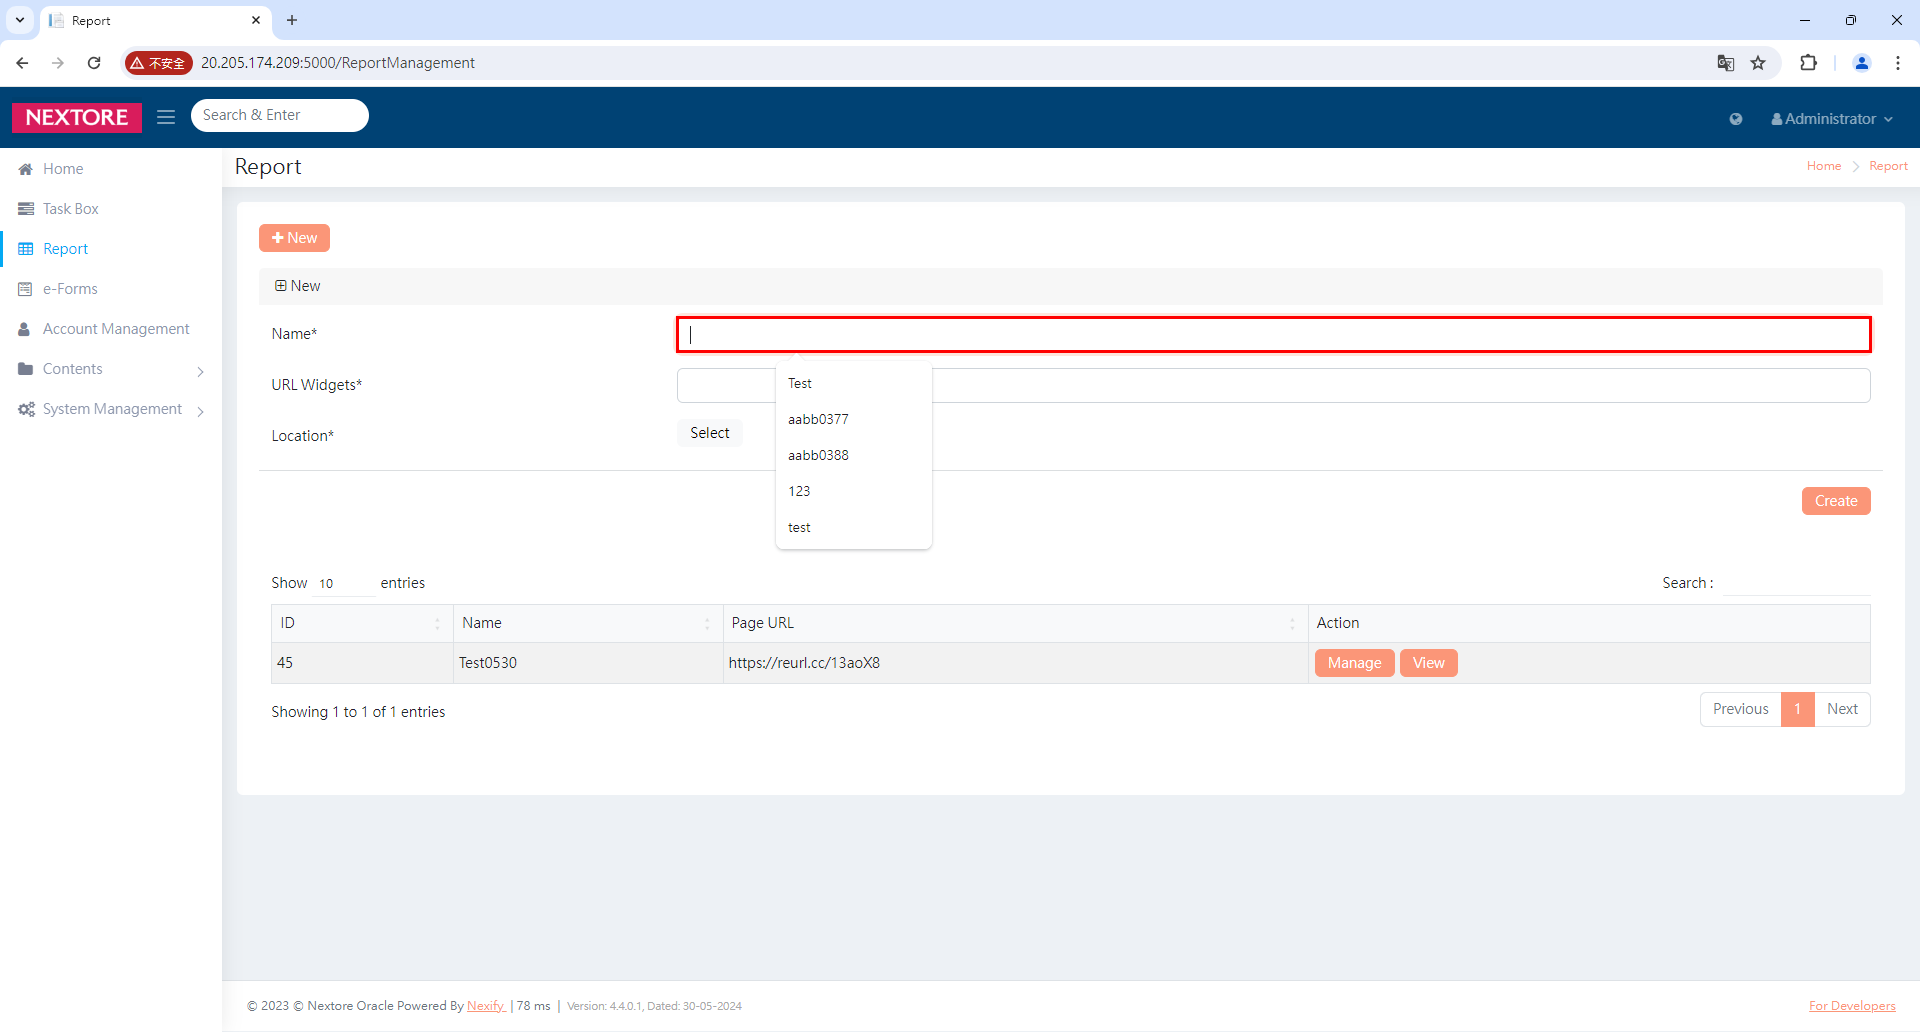 Report
不安全
20.205.174.209:5000/ReportManagement
NEXTORE
Search & Enter
Administrator
Home
Task Box
Report
e-Forms
Account Management
Contents
System Management
Report
Home
Report
New
New
Name*
URL Widgets*
Location*
Select
Test
aabb0377
aabb0388
123
test
Create
Show 10 entries
Search :
ID Name Page URL Action
45 Test0530 https://reurl.cc/13aoX8 Manage View
Showing 1 to 1 of 1 entries
Previous 1 Next
© 2023 © Nextore Oracle Powered By Nexify | 78 ms | Version: 4.4.0.1, Dated: 30-05-2024
For Developers